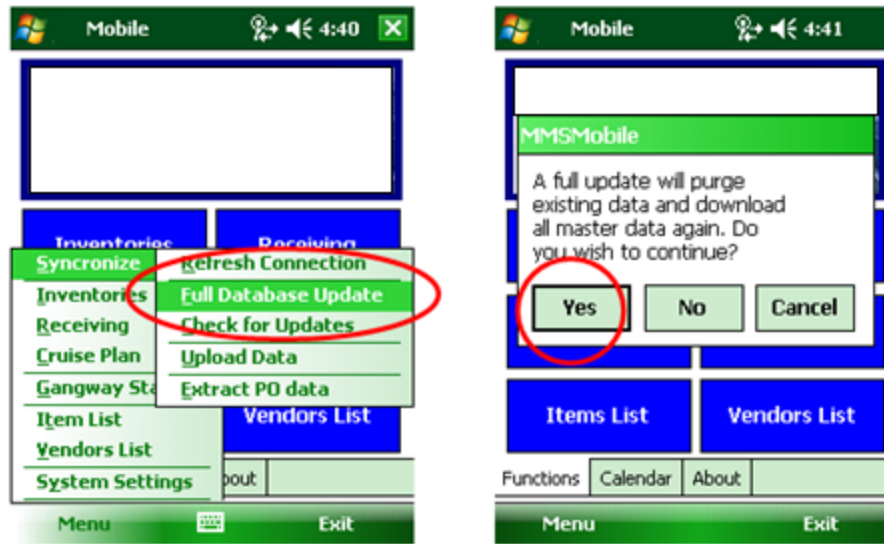 Mobile 4:40
Inventories Receiving
Syncronize
Inventories
Receiving
Cruise Plan
Gangway Sta
Item List
Vendors List
System Settings
Refresh Connection
Full Database Update
Check for Updates
Upload Data
Extract PO data
Vendors List
bout
Menu Exit
Mobile 4:41
MMSMobile
A full update will purge
existing data and download
all master data again. Do
you wish to continue?
Yes No Cancel
Items List Vendors List
Functions Calendar About
Menu Exit